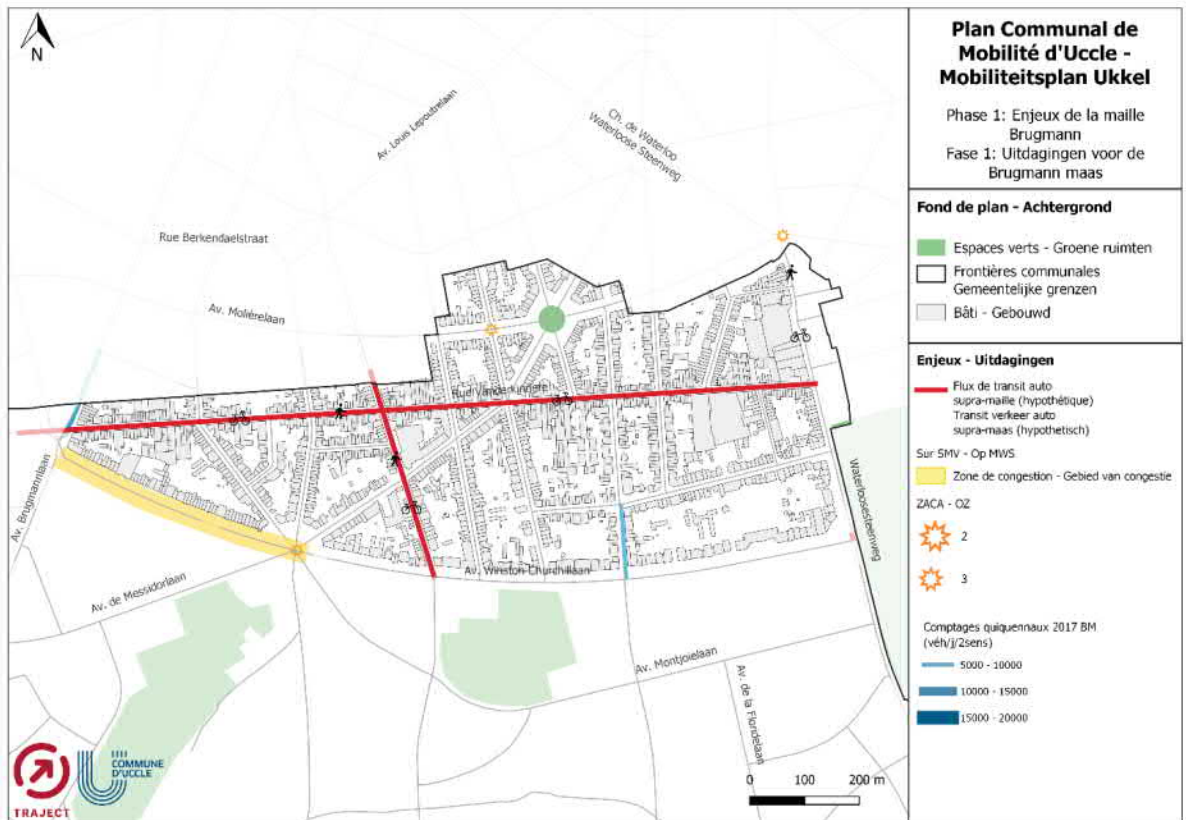 N
Av. Louis Lepoutrelaan
Ch. de Waterloo
Waterloose Steenweg
Rue Berkendaelstraat
Av. Molièrelaan
Rue Vanderkindere
Av. Brugmannlaan
Waterloosesteenweg
Av. Winston Churchilllaan
Av. de Messidorlaan
Av. Montjoielaan
Av. de la Floridelaan
TRAJECT
COMMUNE
D'UCCLE
0 100 200 m
Plan Communal de
Mobilité d'Uccle -
Mobiliteitsplan Ukkel
Phase 1: Enjeux de la maille
Brugmann
Fase 1: Uitdagingen voor de
Brugmann maas
Fond de plan - Achtergrond
Espaces verts - Groene ruimten
Frontières communales
Gemeentelijke grenzen
Bâti - Gebouwd
Enjeux - Uitdagingen
Flux de transit auto
supra-maille (hypothétique)
Transit verkeer auto
supra-maas (hypothetisch)
Sur SMV - Op MWS
Zone de congestion - Gebied van congestie
ZACA - OZ
2
3
Comptages quiquennaux 2017 BM
(véh/j/2sens)
5000 - 10000
10000 - 15000
15000 - 20000